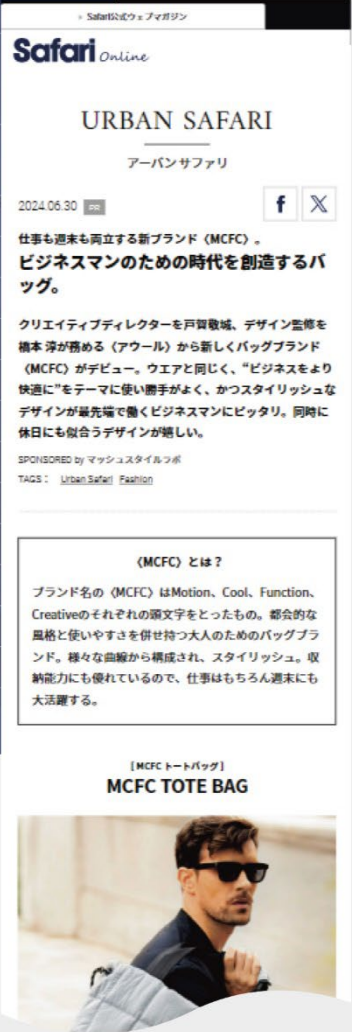 › Safari公式ウェブマガジン
Safari Online
URBAN SAFARI
アーバン サファリ
2024.06.30 PR
f X
仕事も週末も両立する新ブランド〈MCFC〉。
ビジネスマンのための時代を創造するバ
ッグ。
クリエイティブディレクターを戸賀敬城、デザイン監修を
橋本 淳が務める〈アウール〉から新しくバッグブランド
〈MCFC〉がデビュー。ウエアと同じく、“ビジネスをより
快適に”をテーマに使い勝手がよく、かつスタイリッシュな
デザインが最先端で働くビジネスマンにピッタリ。同時に
休日にも似合うデザインが嬉しい。
SPONSORED by マッシュスタイルラボ
TAGS： Urban Safari Fashion
〈MCFC〉とは？
ブランド名の〈MCFC〉はMotion、Cool、Function、
Creativeのそれぞれの頭文字をとったもの。都会的な
風格と使いやすさを併せ持つ大人のためのバッグブラ
ンド。様々な曲線から構成され、スタイリッシュ。収
納能力にも優れているので、仕事はもちろん週末にも
大活躍する。
［MCFC トートバッグ］
MCFC TOTE BAG